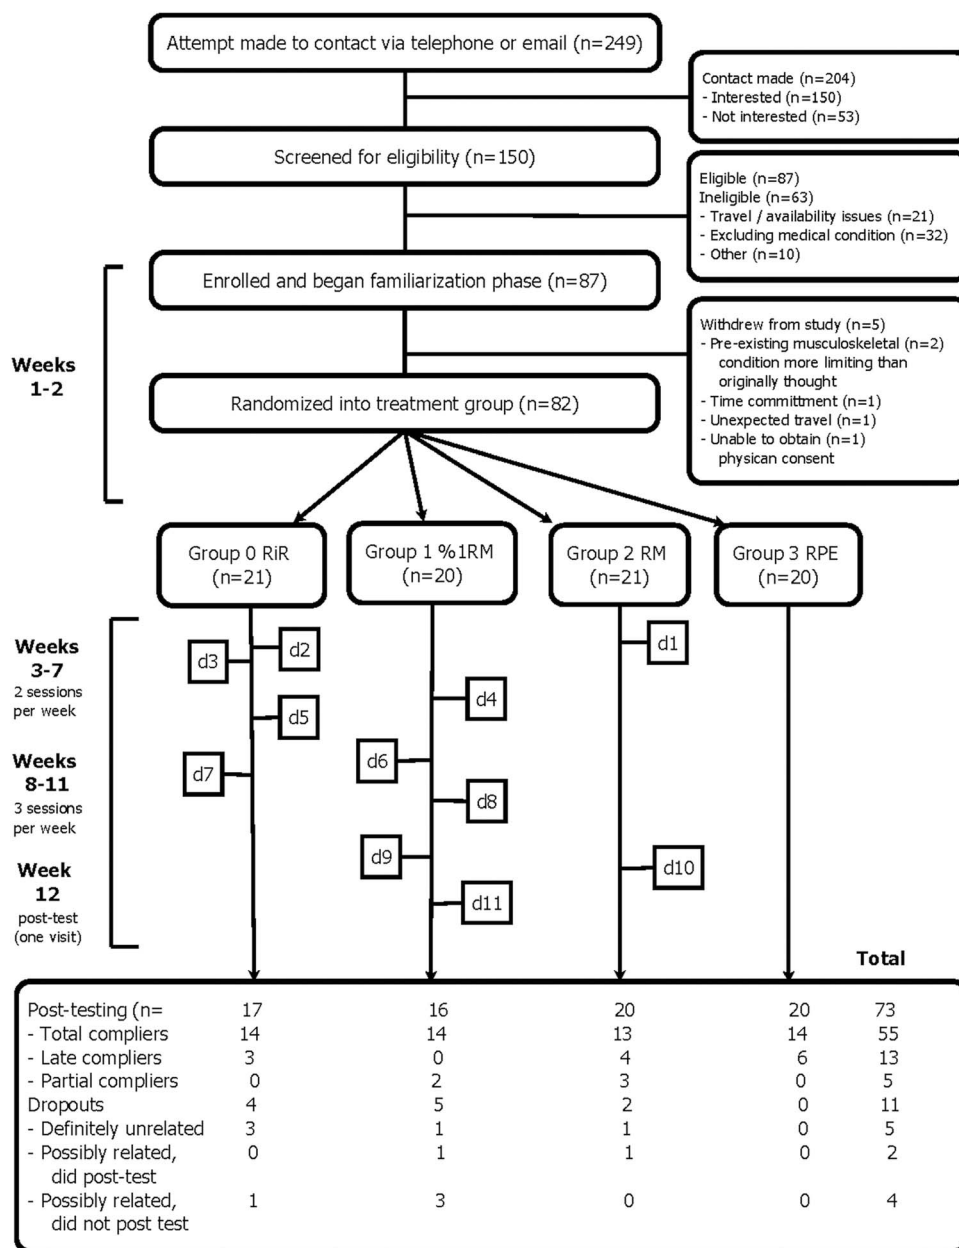 Attempt made to contact via telephone or email (n=249)
Contact made (n=204)
- Interested (n=150)
- Not interested (n=53)
Screened for eligibility (n=150)
Eligible (n=87)
Ineligible (n=63)
- Travel / availability issues (n=21)
- Excluding medical condition (n=32)
- Other (n=10)
Enrolled and began familiarization phase (n=87)
Withdrew from study (n=5)
- Pre-existing musculoskeletal (n=2)
condition more limiting than
originally thought
- Time committment (n=1)
- Unexpected travel (n=1)
- Unable to obtain (n=1)
physican consent
Weeks
1-2
Randomized into treatment group (n=82)
Group 0 RiR
(n=21)
Group 1 %1RM
(n=20)
Group 2 RM
(n=21)
Group 3 RPE
(n=20)
Weeks
3-7
2 sessions
per week
d3
d2
d1
d4
d5
Weeks
8-11
3 sessions
per week
d7
d6
d8
Week
12
post-test
(one visit)
d9
d10
d11
Total
Post-testing (n= 17 16 20 20 73
- Total compliers 14 14 13 14 55
- Late compliers 3 0 4 6 13
- Partial compliers 0 2 3 0 5
Dropouts 4 5 2 0 11
- Definitely unrelated 3 1 1 0 5
- Possibly related, 0 1 1 0 2
did post-test
- Possibly related, 1 3 0 0 4
did not post test